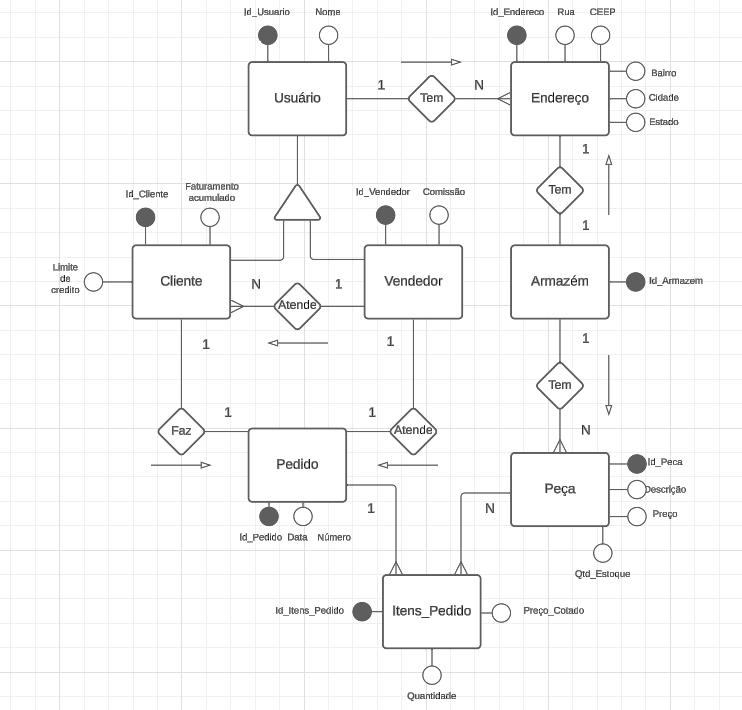 Id_Usuario
Nome
Id_Endereco
Rua
CEEP
Usuário
1
Tem
N
Endereço
Bairro
Cidade
Estado
1
Tem
1
Id_Cliente
Faturamento
acumulado
Id_Vendedor
Comissão
Limite
de
credito
Cliente
N
Atende
1
Vendedor
Armazém
Id_Armazem
1
1
1
Tem
N
1
Faz
1
Atende
Pedido
Id_Pedido
Data
Número
1
N
Peça
Id_Peca
Descrição
Preço
Qtd_Estoque
Id_Itens_Pedido
Itens_Pedido
Preço_Cotado
Quantidade